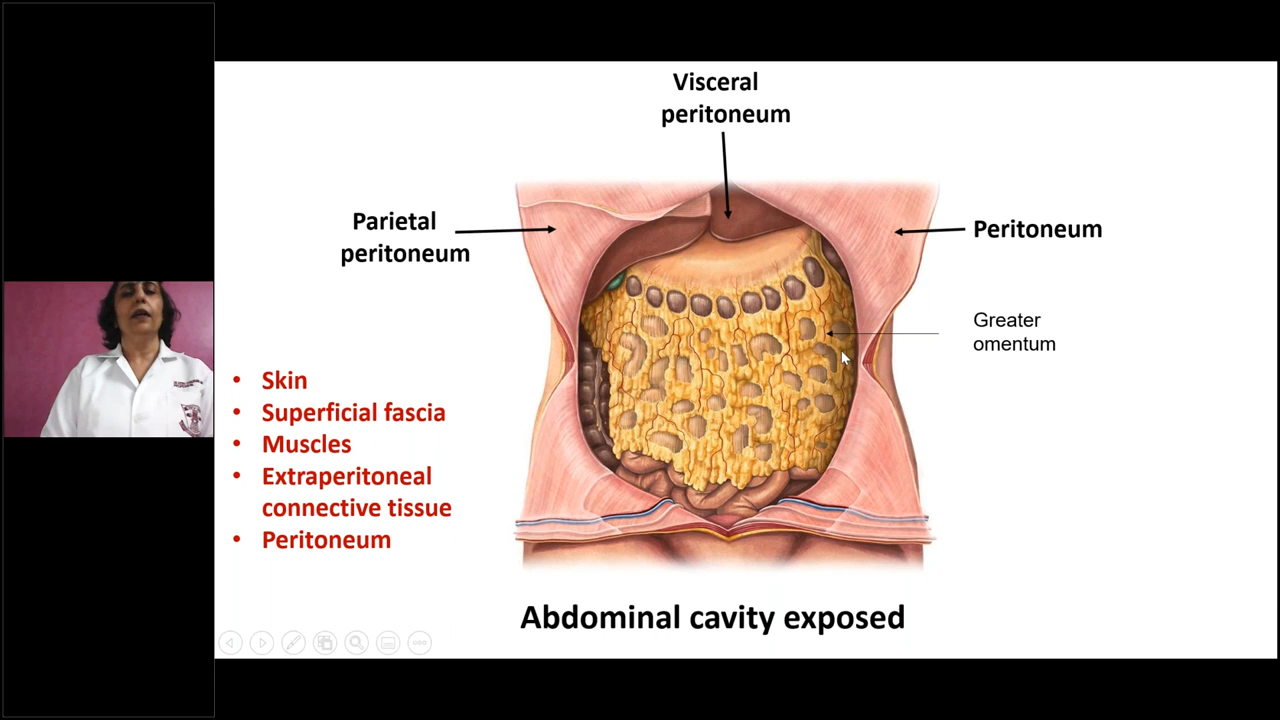 Visceral
peritoneum
Parietal
peritoneum
Peritoneum
Greater
omentum
• Skin
• Superficial fascia
• Muscles
• Extraperitoneal
connective tissue
• Peritoneum
Abdominal cavity exposed